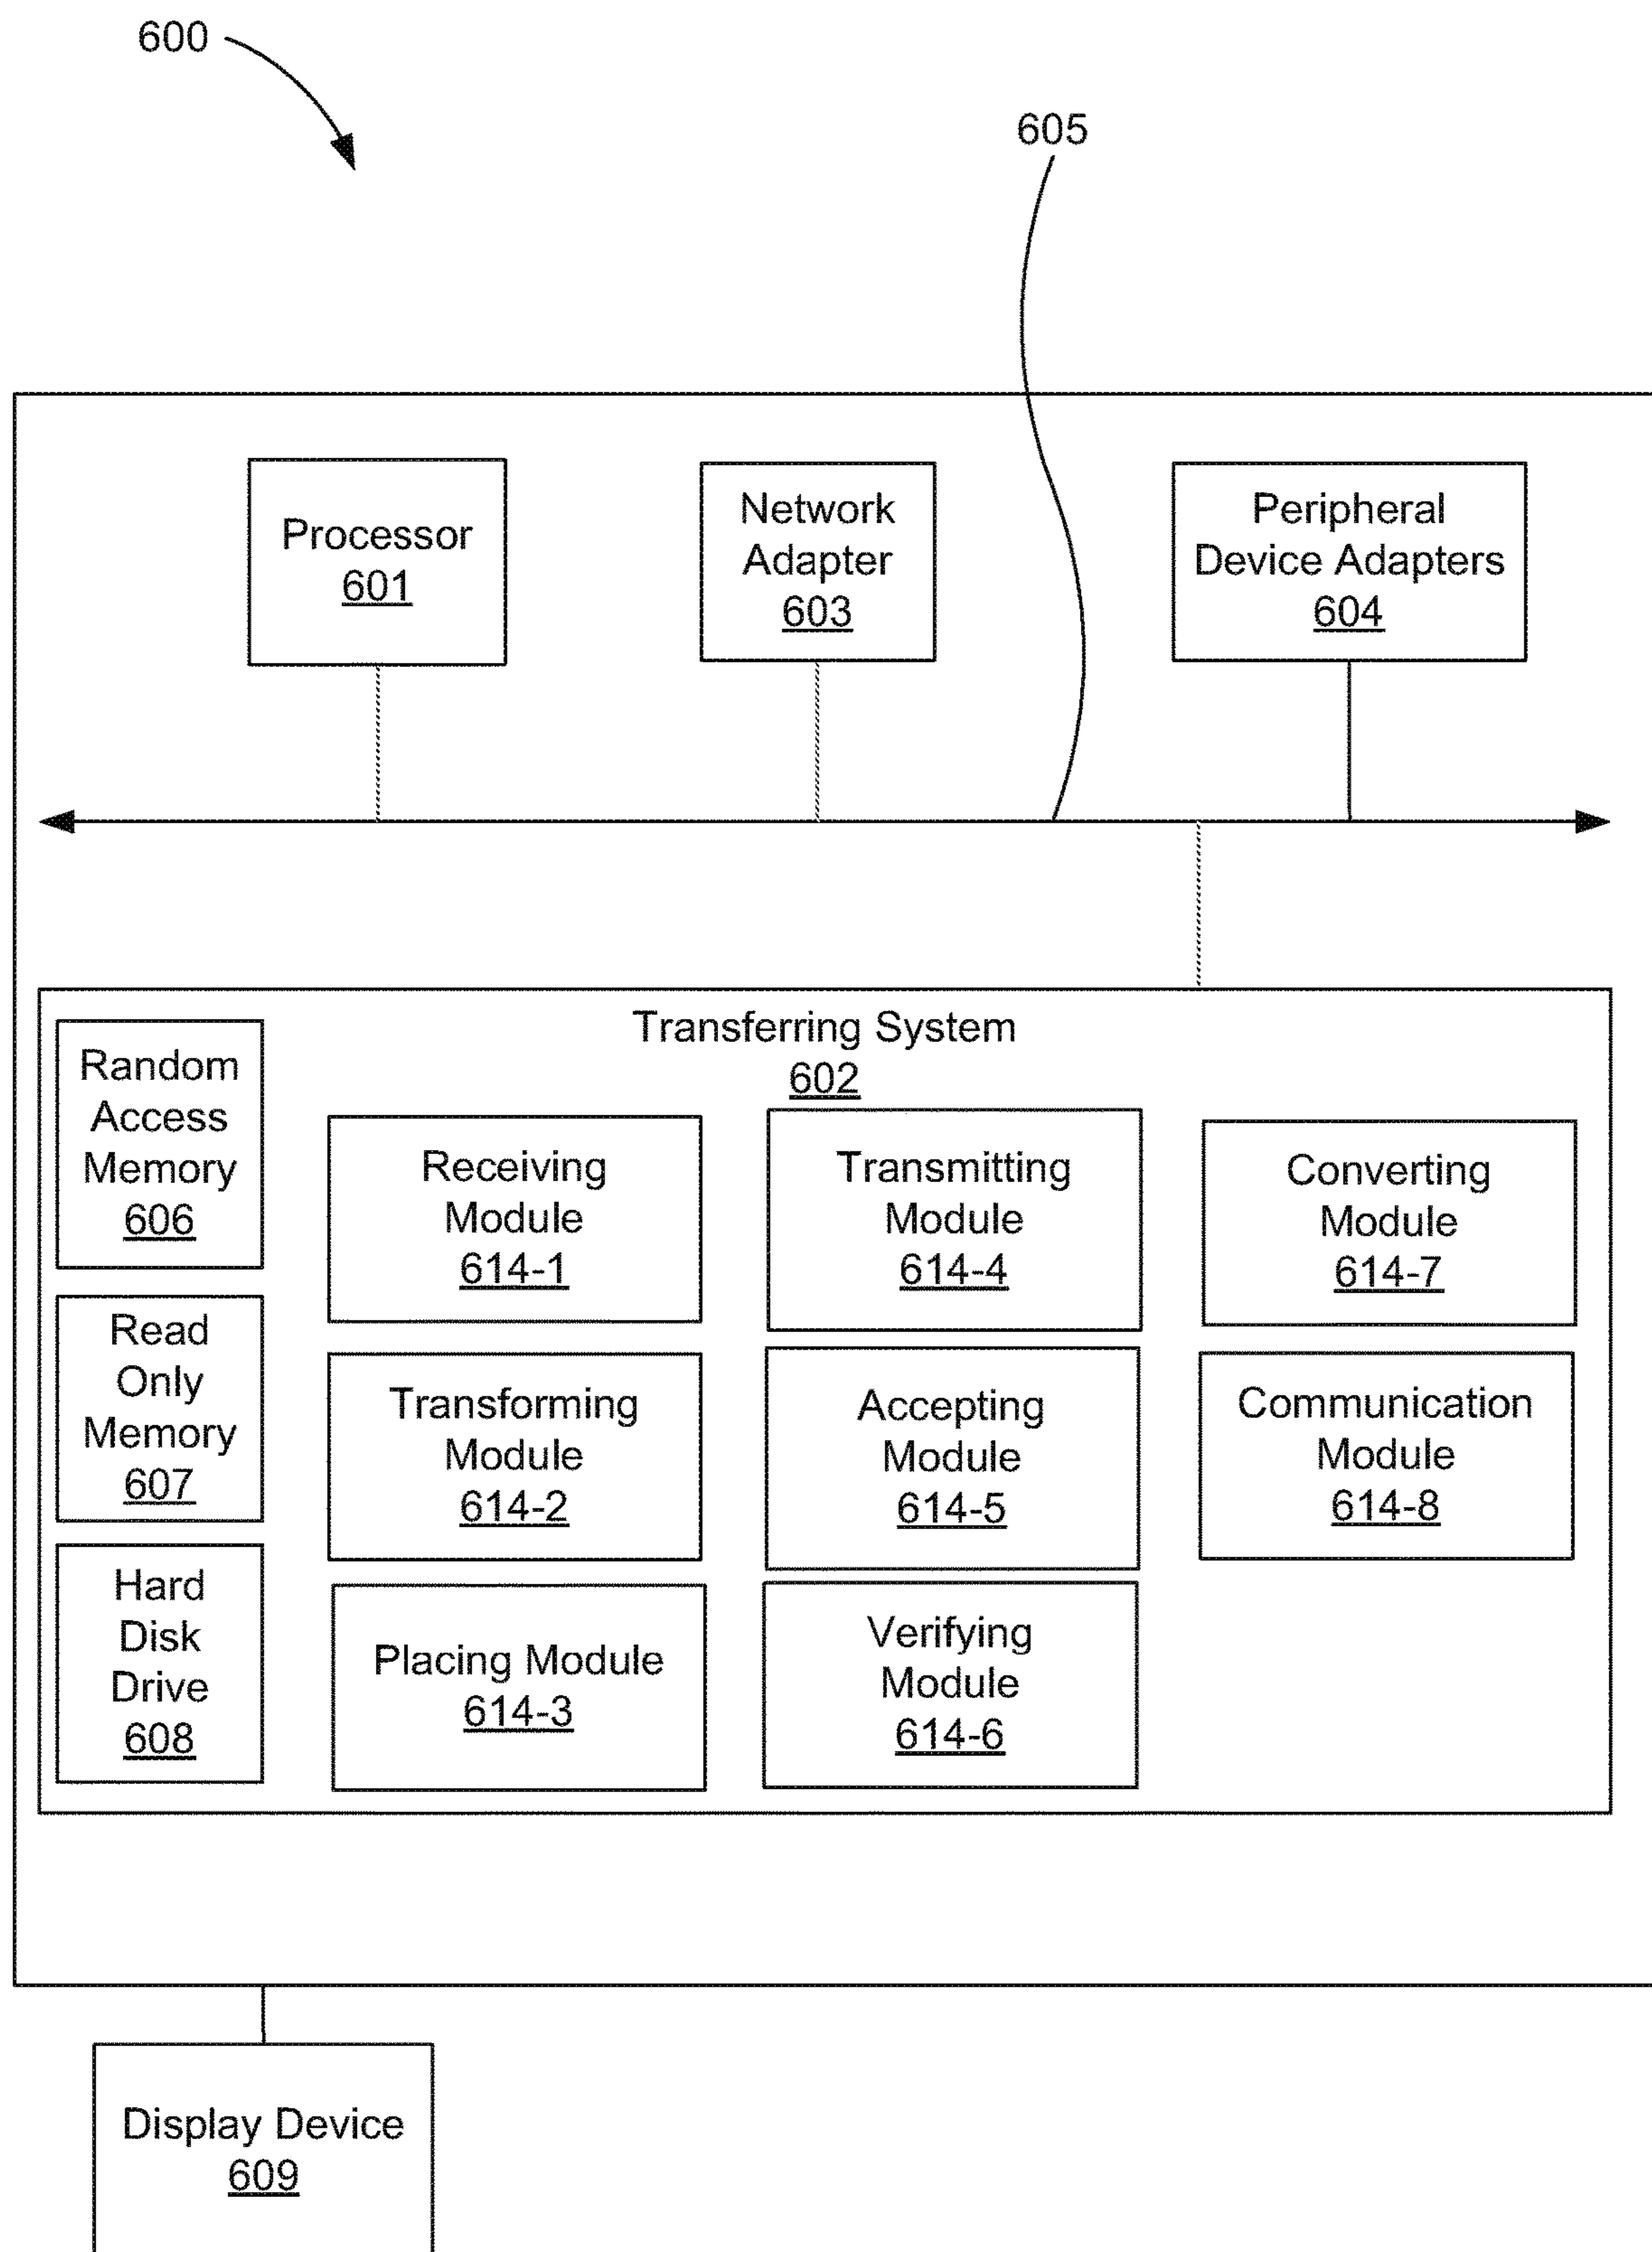 600
605
Processor
601
Network
Adapter
603
Peripheral
Device Adapters
604
Transferring System
602
Random
Access
Memory
606
Read
Only
Memory
607
Hard
Disk
Drive
608
Receiving
Module
614-1
Transforming
Module
614-2
Placing Module
614-3
Transmitting
Module
614-4
Accepting
Module
614-5
Verifying
Module
614-6
Converting
Module
614-7
Communication
Module
614-8
Display Device
609